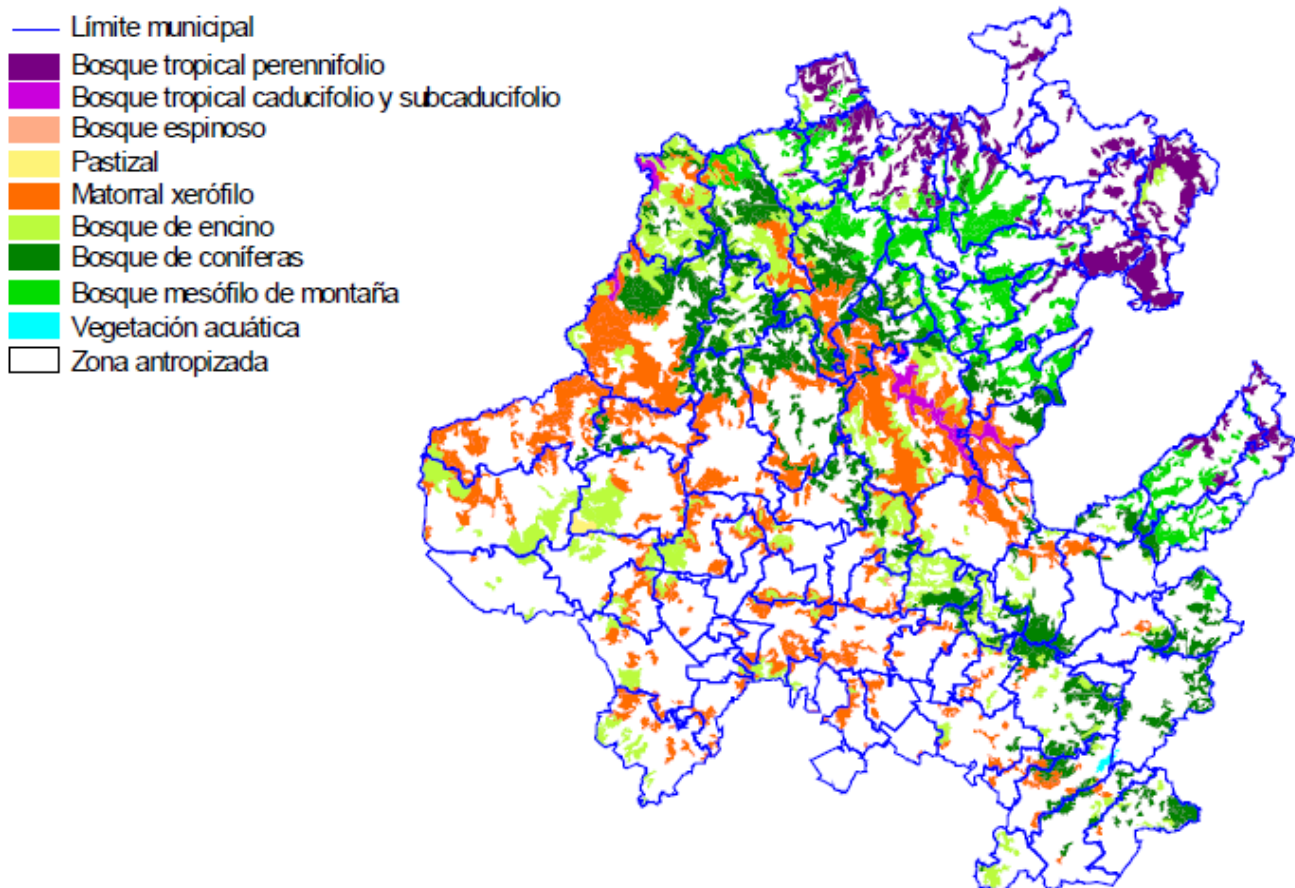 Límite municipal
Bosque tropical perennifolio
Bosque tropical caducifolio y subcaducifolio
Bosque espinoso
Pastizal
Matorral xerófilo
Bosque de encino
Bosque de coníferas
Bosque mesófilo de montaña
Vegetación acuática
Zona antropizada